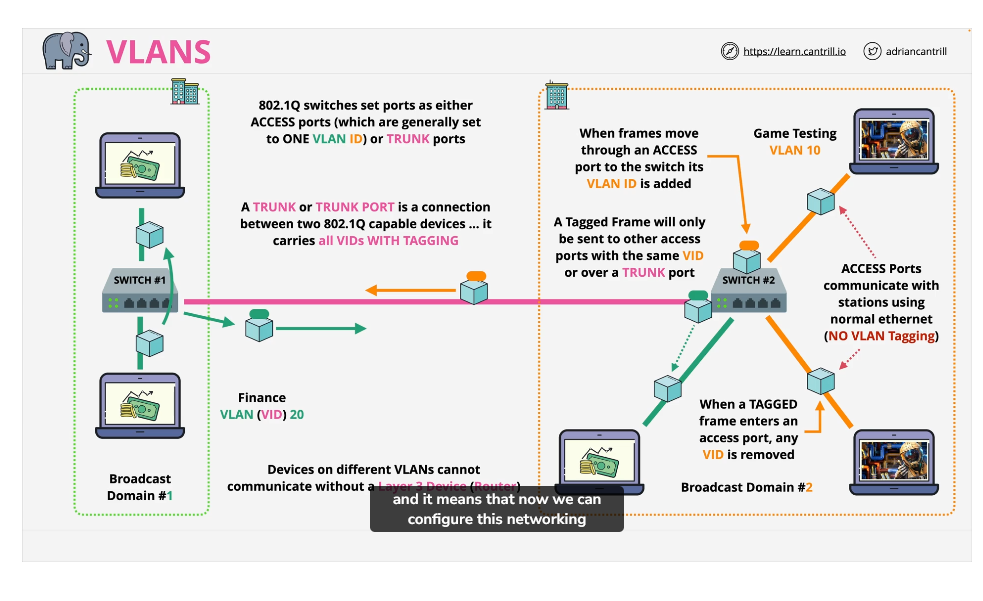 VLANS
https://learn.cantrill.io
adriancantrill
802.1Q switches set ports as either
ACCESS ports (which are generally set
to ONE VLAN ID) or TRUNK ports
A TRUNK or TRUNK PORT is a connection
between two 802.1Q capable devices ... it
carries all VIDs WITH TAGGING
When frames move
through an ACCESS
port to the switch its
VLAN ID is added
Game Testing
VLAN 10
A Tagged Frame will only
be sent to other access
ports with the same VID
or over a TRUNK port
SWITCH #1
SWITCH #2
ACCESS Ports
communicate with
stations using
normal ethernet
(NO VLAN Tagging)
Finance
VLAN (VID) 20
When a TAGGED
frame enters an
access port, any
VID is removed
Broadcast
Domain #1
Devices on different VLANs cannot
communicate without a Layer 3 Device (Router)
Broadcast Domain #2
and it means that now we can
configure this networking